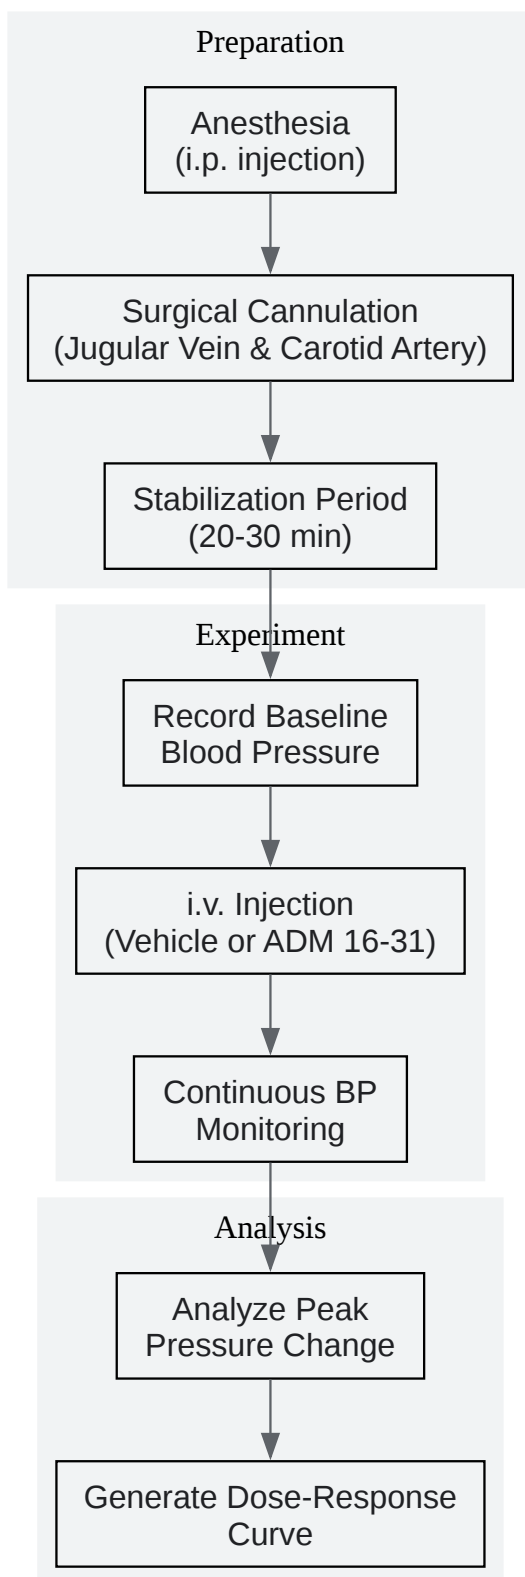 Preparation
Anesthesia
(i.p. injection)
Surgical Cannulation
(Jugular Vein & Carotid Artery)
Stabilization Period
(20-30 min)
Experiment
Record Baseline
Blood Pressure
i.v. Injection
(Vehicle or ADM 16-31)
Continuous BP
Monitoring
Analysis
Analyze Peak
Pressure Change
Generate Dose-Response
Curve